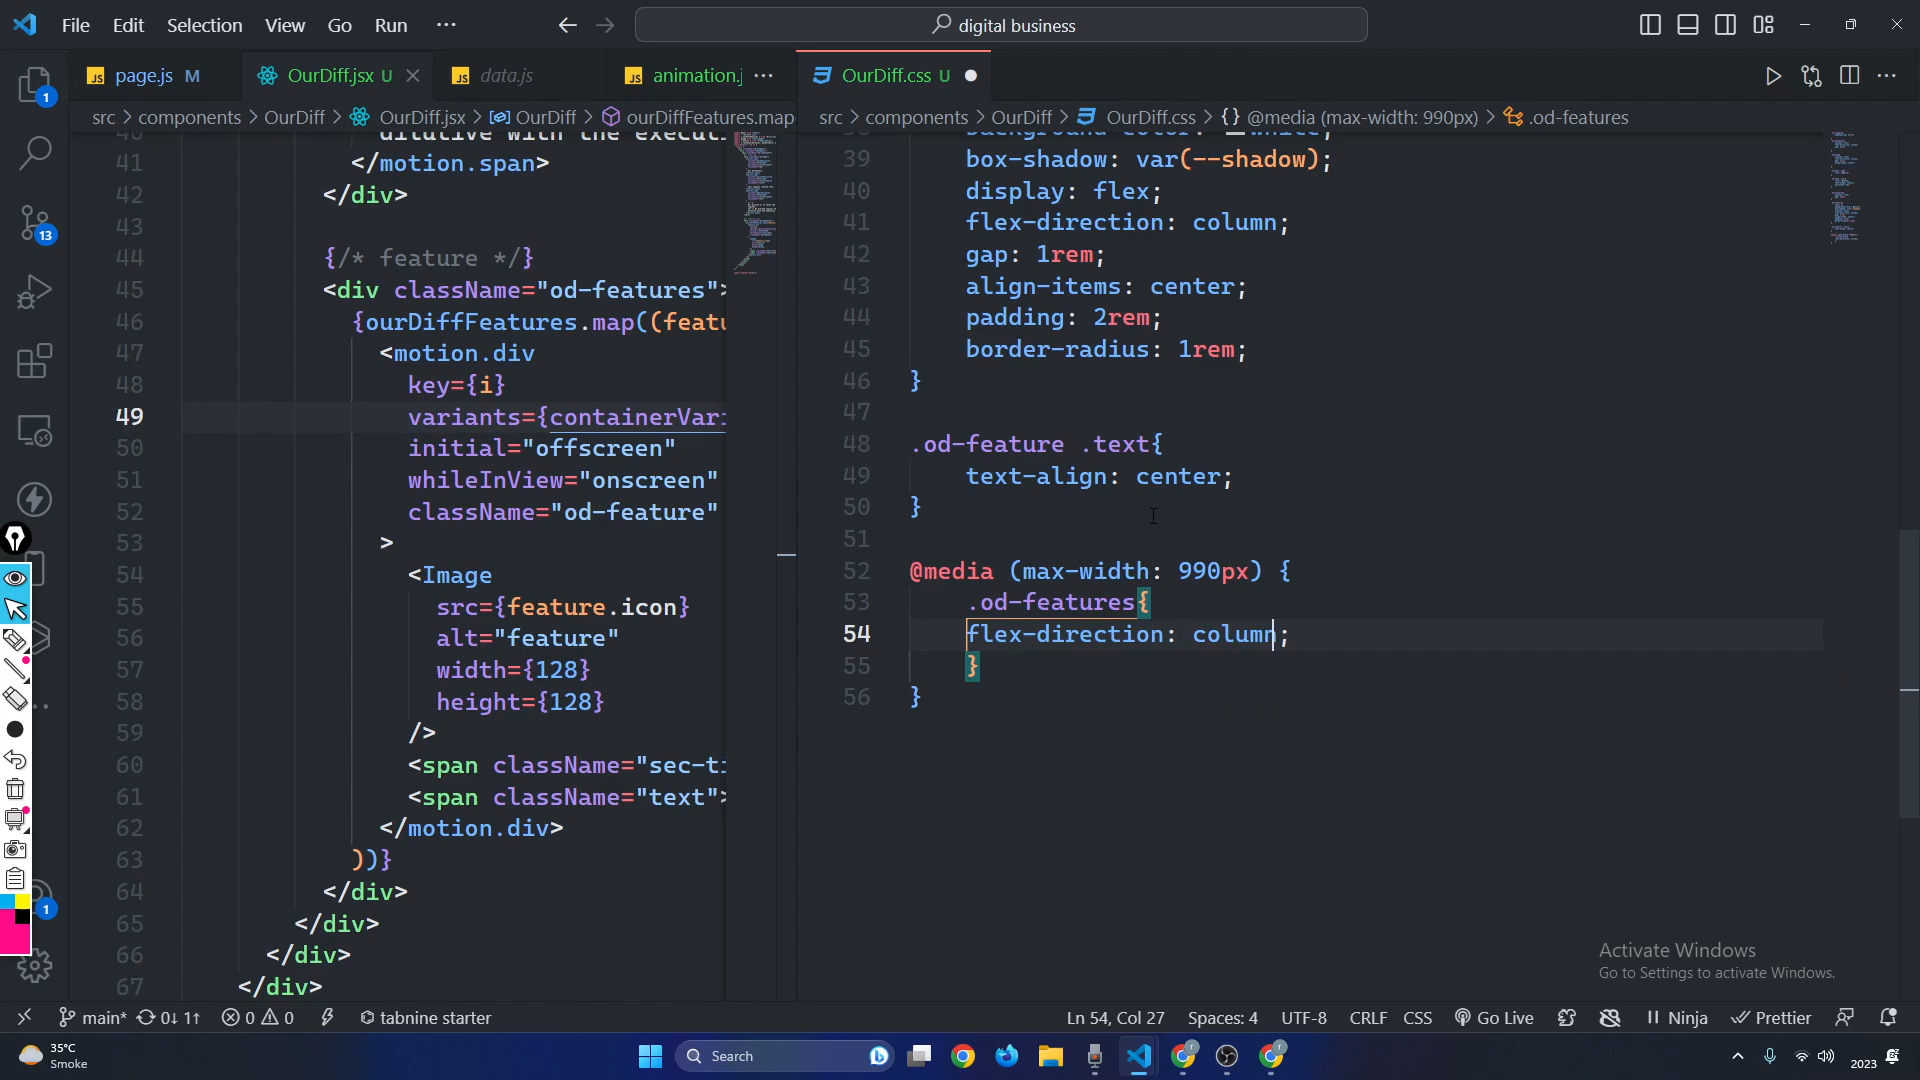 File Edit Selection View Go Run ··· digital business
page.js M OurDiff.jsx U data.js animation.j ···
OurDiff.css U
src > components > OurDiff > OurDiff.jsx > OurDiff > ourDiffFeatures.map
src > components > OurDiff > OurDiff.css > {} @media (max-width: 990px) > .od-features
41 </motion.span>
42 </div>
43
44 {/* feature */}
45 <div className="od-features">
46 {ourDiffFeatures.map((featu
47 <motion.div
48 key={i}
49 variants={containerVari
50 initial="offscreen"
51 whileInView="onscreen"
52 className="od-feature"
53 >
54 <Image
55 src={feature.icon}
56 alt="feature"
57 width={128}
58 height={128}
59 />
60 <span className="sec-ti
61 <span className="text">
62 </motion.div>
63 ))}
64 </div>
65 </div>
66 </div>
67 </div>
39 box-shadow: var(--shadow);
40 display: flex;
41 flex-direction: column;
42 gap: 1rem;
43 align-items: center;
44 padding: 2rem;
45 border-radius: 1rem;
46 }
47
48 .od-feature .text{
49 text-align: center;
50 }
51
52 @media (max-width: 990px) {
53 .od-features{
54 flex-direction: column;
55 }
56 }
1
13
1
Activate Windows
Go to Settings to activate Windows.
main* 0↓ 1↑ 0 0 tabnine starter
Ln 54, Col 27 Spaces: 4 UTF-8 CRLF CSS Go Live Ninja Prettier
35°C
Smoke
Search
2023